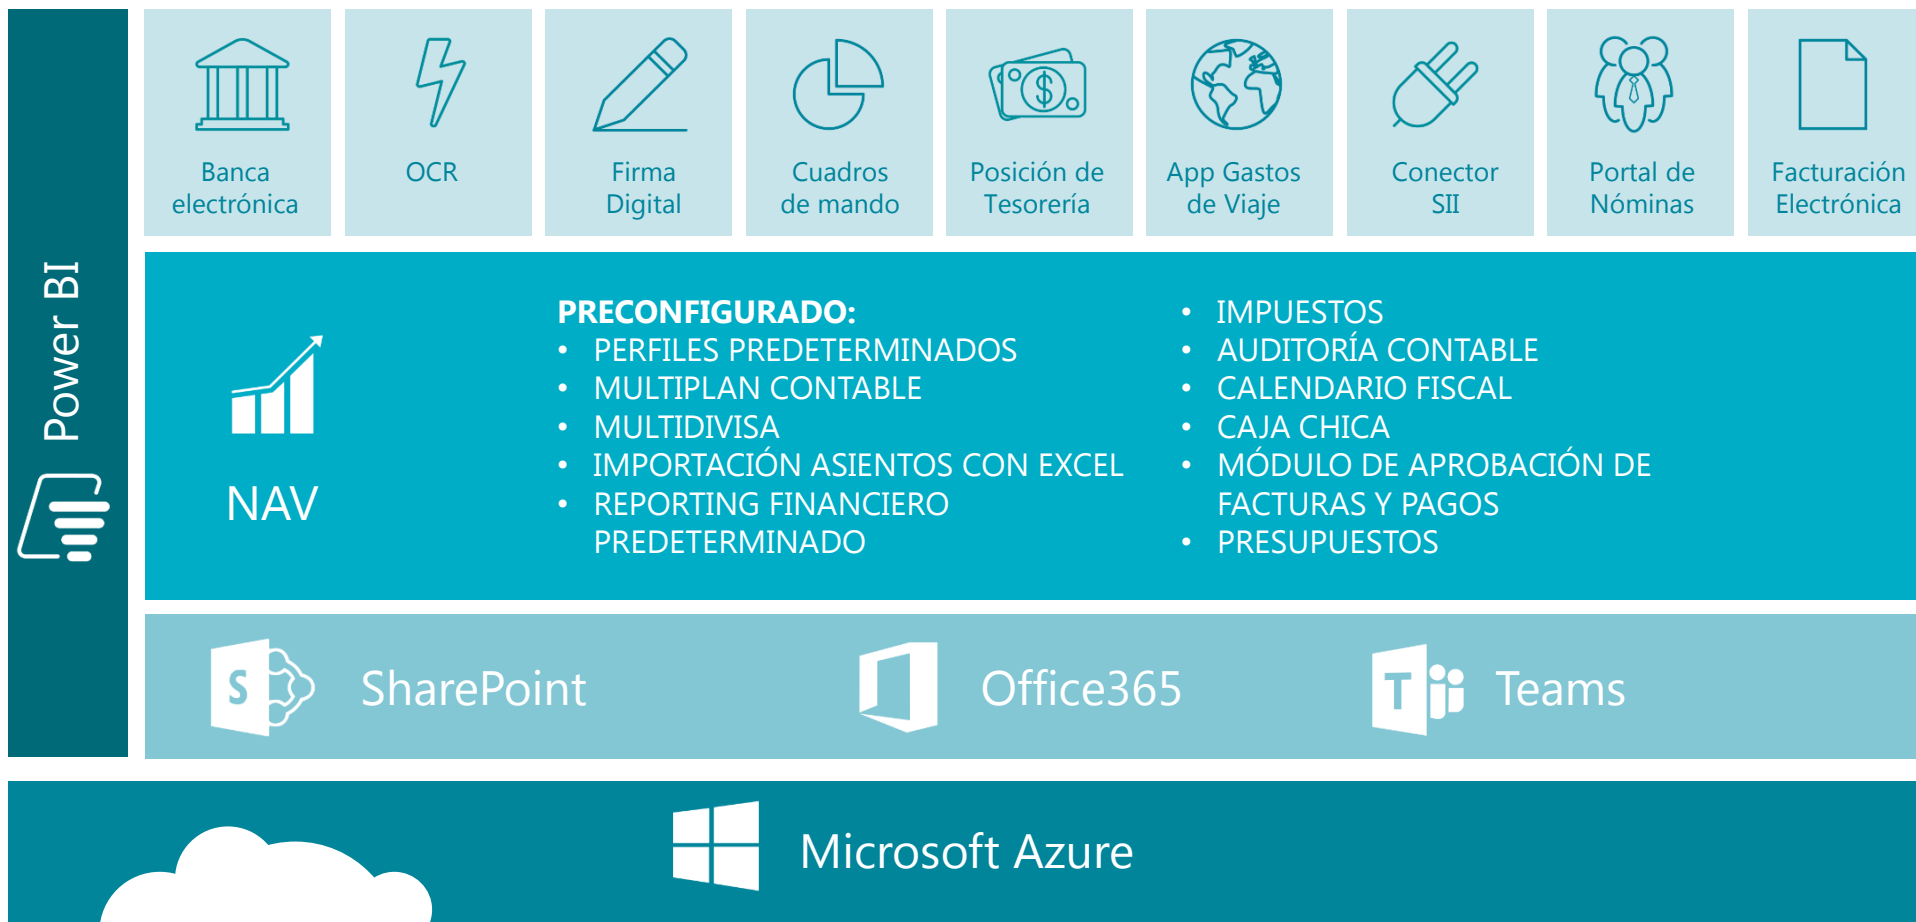 Power BI
Banca
electrónica
OCR
Firma
Digital
Cuadros
de mando
Posición de
Tesorería
App Gastos
de Viaje
Conector
SII
Portal de
Nóminas
Facturación
Electrónica
NAV
PRECONFIGURADO:
• PERFILES PREDETERMINADOS
• MULTIPLAN CONTABLE
• MULTIDIVISA
• IMPORTACIÓN ASIENTOS CON EXCEL
• REPORTING FINANCIERO
PREDETERMINADO
• IMPUESTOS
• AUDITORÍA CONTABLE
• CALENDARIO FISCAL
• CAJA CHICA
• MÓDULO DE APROBACIÓN DE
FACTURAS Y PAGOS
• PRESUPUESTOS
S
SharePoint
Office365
T
Teams
Microsoft Azure